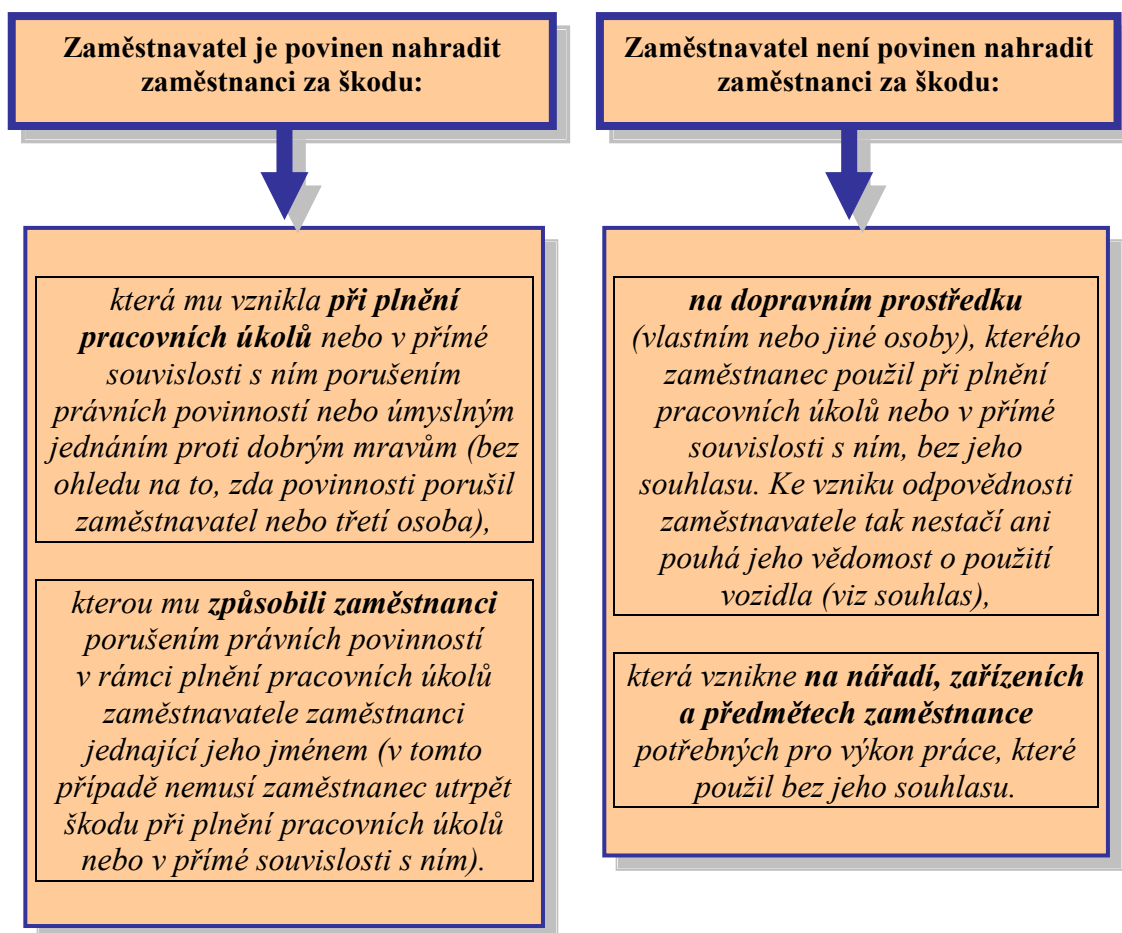 Zaměstnavatel je povinen nahradit
zaměstnanci za škodu:
která mu vznikla při plnění
pracovních úkolů nebo v přímé
souvislosti s ním porušením
právních povinností nebo úmyslným
jednáním proti dobrým mravům (bez
ohledu na to, zda povinnosti porušil
zaměstnavatel nebo třetí osoba),
kterou mu způsobili zaměstnanci
porušením právních povinností
v rámci plnění pracovních úkolů
zaměstnavatele zaměstnanci
jednající jeho jménem (v tomto
případě nemusí zaměstnanec utrpět
škodu při plnění pracovních úkolů
nebo v přímé souvislosti s ním).
Zaměstnavatel není povinen nahradit
zaměstnanci za škodu:
na dopravním prostředku
(vlastním nebo jiné osoby), kterého
zaměstnanec použil při plnění
pracovních úkolů nebo v přímé
souvislosti s ním, bez jeho
souhlasu. Ke vzniku odpovědnosti
zaměstnavatele tak nestačí ani
pouhá jeho vědomost o použití
vozidla (viz souhlas),
která vznikne na nářadí, zařízeních
a předmětech zaměstnance
potřebných pro výkon práce, které
použil bez jeho souhlasu.